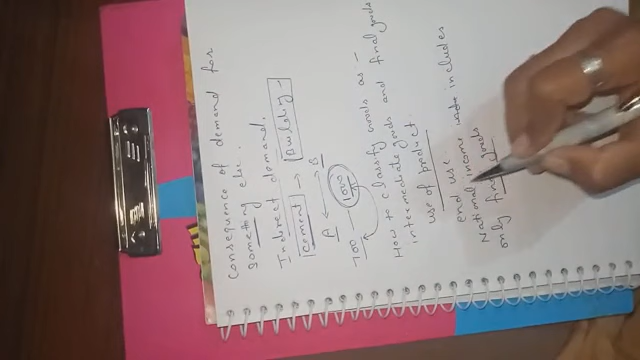 Consequence of demand for
something else.
Indirect demand.
Cement → Building
A ← → B
700 — 1000
How to classify goods as —
intermediate goods and final goods
use of product.
end use includes
National income
only goods